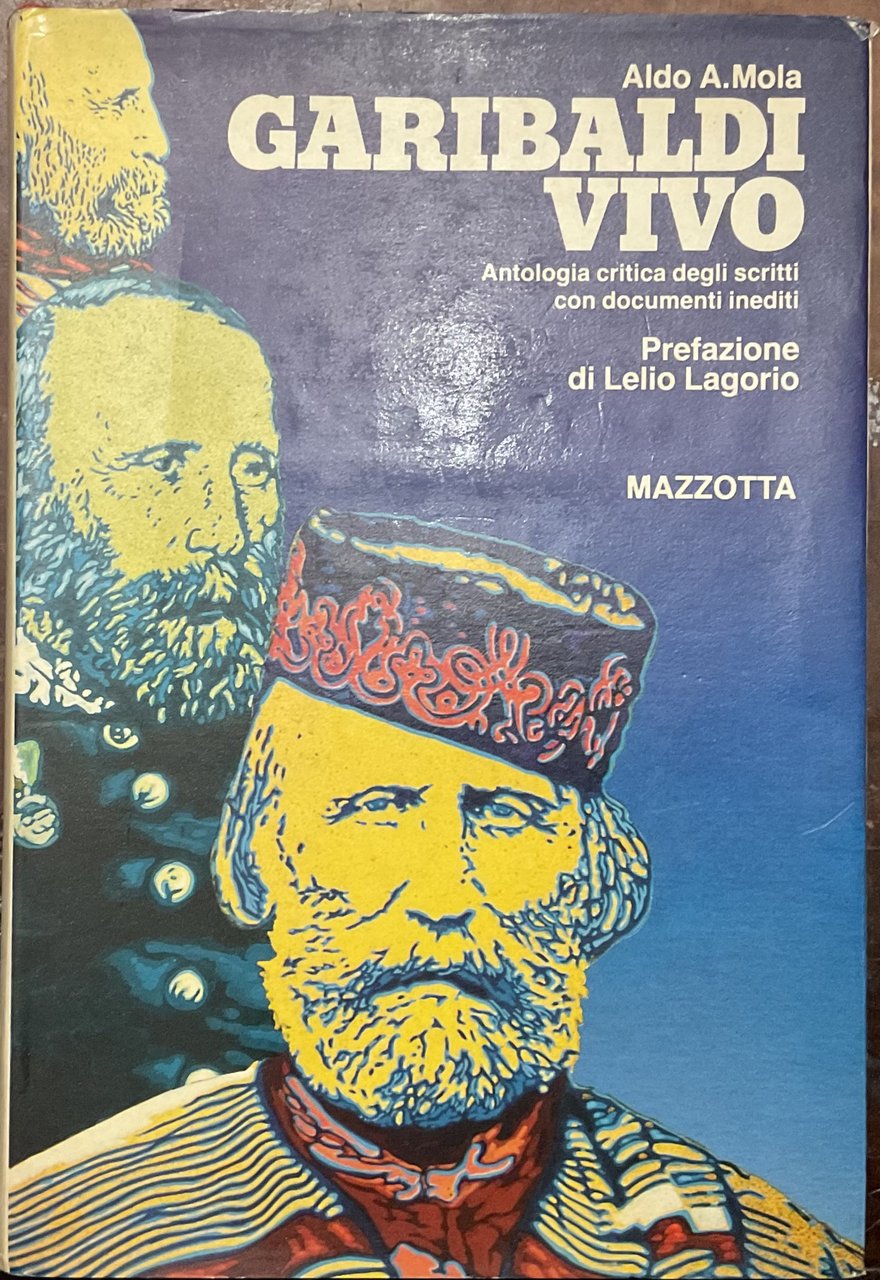 Aldo A.Mola
GARIBALDI
VIVO
Antologia critica degli scritti
con documenti inediti
Prefazione
di Lelio Lagorio
MAZZOTTA